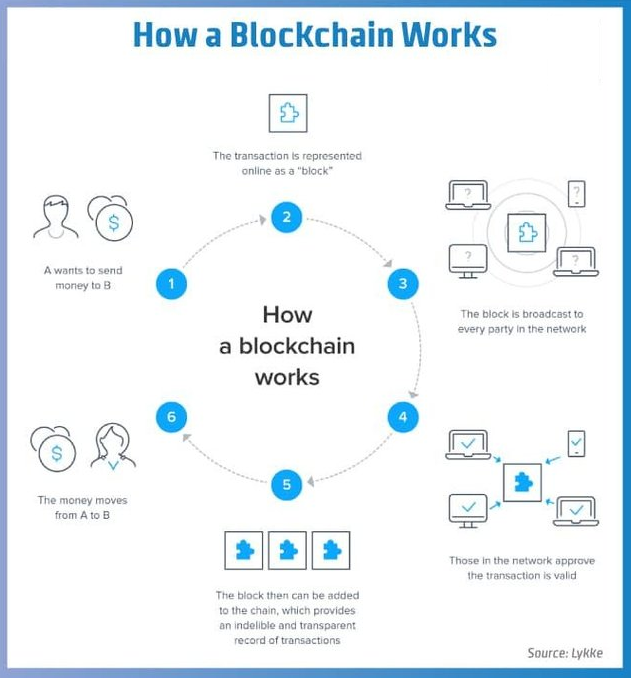 How a Blockchain Works
The transaction is represented
online as a "block"
$
A wants to send
money to B
1
2
3
?
?
?
?
The block is broadcast to
every party in the network
How
a blockchain
works
4
Those in the network approve
the transaction is valid
5
The block then can be added
to the chain, which provides
an indelible and transparent
record of transactions
6
$
The money moves
from A to B
Source: Lykke